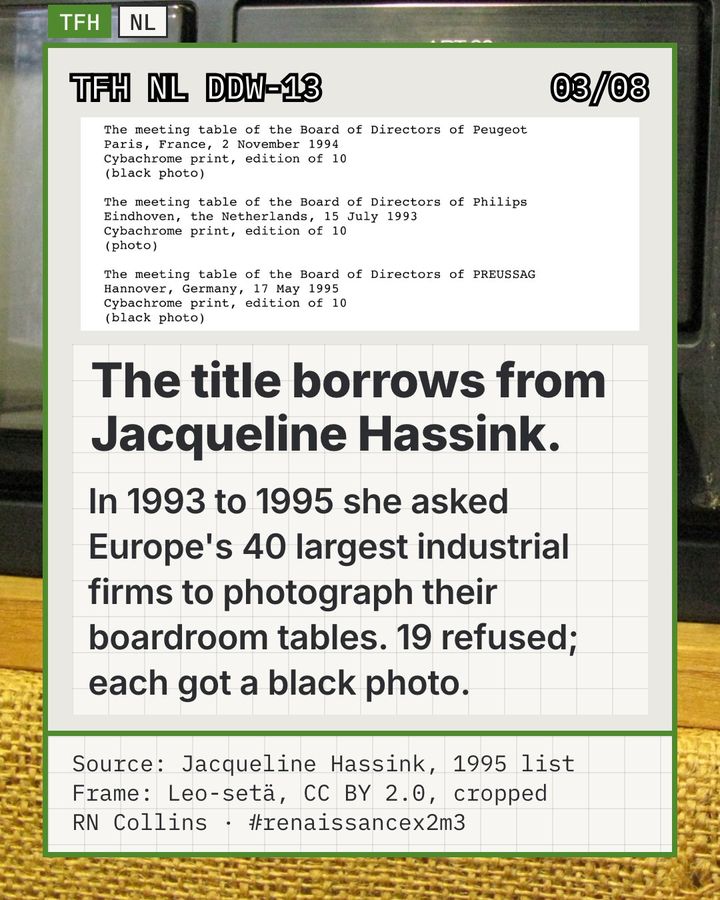 TFH NL
TFH NL DDW-13 03/08
The meeting table of the Board of Directors of Peugeot
Paris, France, 2 November 1994
Cybachrome print, edition of 10
(black photo)
The meeting table of the Board of Directors of Philips
Eindhoven, the Netherlands, 15 July 1993
Cybachrome print, edition of 10
(photo)
The meeting table of the Board of Directors of PREUSSAG
Hannover, Germany, 17 May 1995
Cybachrome print, edition of 10
(black photo)
The title borrows from
Jacqueline Hassink.
In 1993 to 1995 she asked
Europe's 40 largest industrial
firms to photograph their
boardroom tables. 19 refused;
each got a black photo.
Source: Jacqueline Hassink, 1995 list
Frame: Leo-setä, CC BY 2.0, cropped
RN Collins · #renaissancex2m3